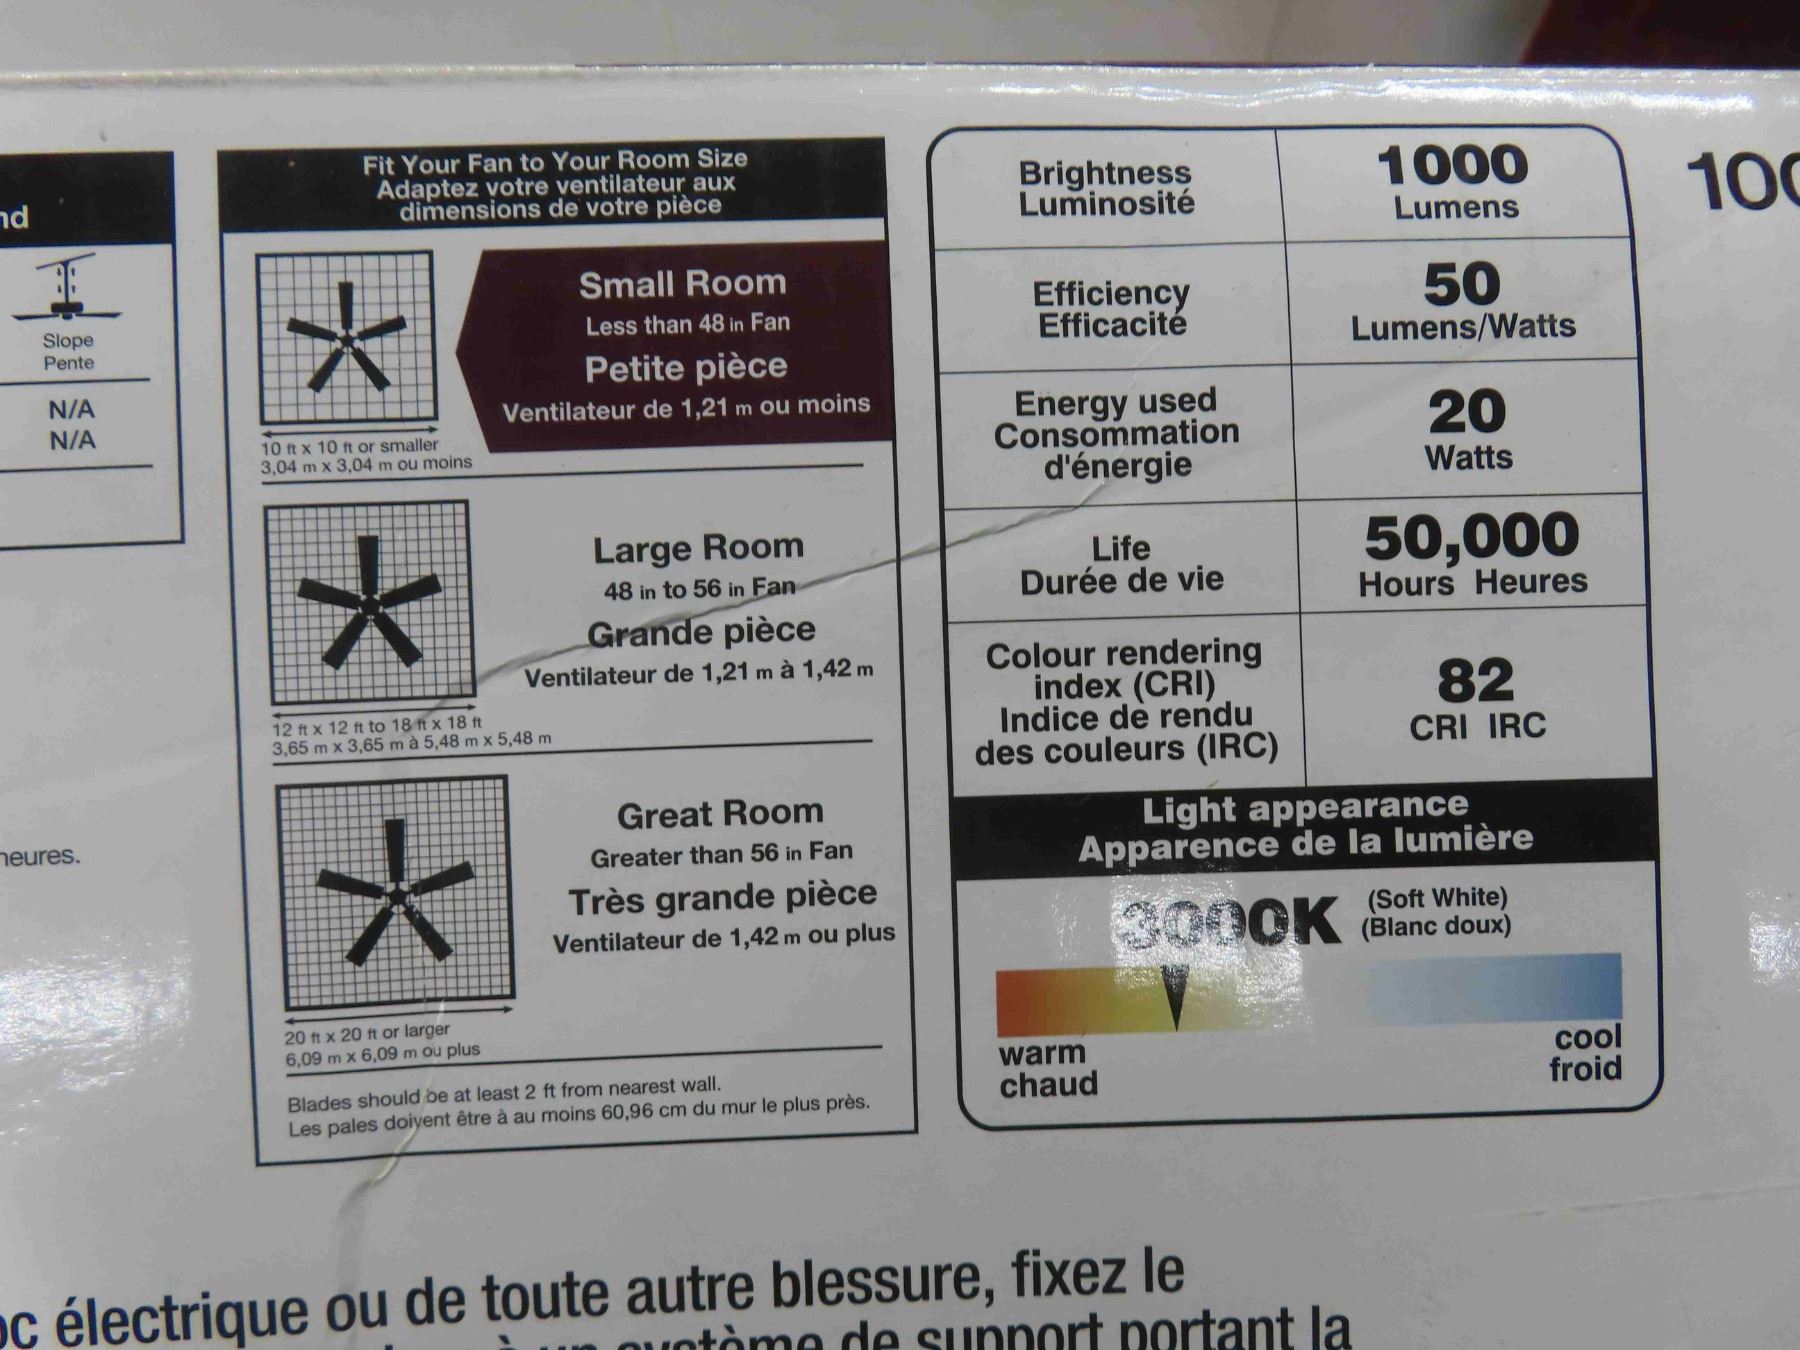 nd
Slope
Pente
N/A
N/A
heures.
Fit Your Fan to Your Room Size
Adaptez votre ventilateur aux
dimensions de votre pièce
Small Room
Less than 48 in Fan
Petite pièce
Ventilateur de 1,21 m ou moins
10 ft x 10 ft or smaller
3,04 m x 3,04 m ou moins
Large Room
48 in to 56 in Fan
Grande pièce
Ventilateur de 1,21 m à 1,42 m
12 ft x 12 ft to 18 ft x 18 ft
3,65 m x 3,65 m à 5,48 m x 5,48 m
Great Room
Greater than 56 in Fan
Très grande pièce
Ventilateur de 1,42 m ou plus
20 ft x 20 ft or larger
6,09 m x 6,09 m ou plus
Blades should be at least 2 ft from nearest wall.
Les pales doivent être à au moins 60,96 cm du mur le plus près.
Brightness
Luminosité
1000
Lumens
Efficiency
Efficacité
50
Lumens/Watts
Energy used
Consommation
d'énergie
20
Watts
Life
Durée de vie
50,000
Hours Heures
Colour rendering
index (CRI)
Indice de rendu
des couleurs (IRC)
82
CRI IRC
Light appearance
Apparence de la lumière
3000K
(Soft White)
(Blanc doux)
warm
chaud
cool
froid
100
oc électrique ou de toute autre blessure, fixez le
à un système de support portant la